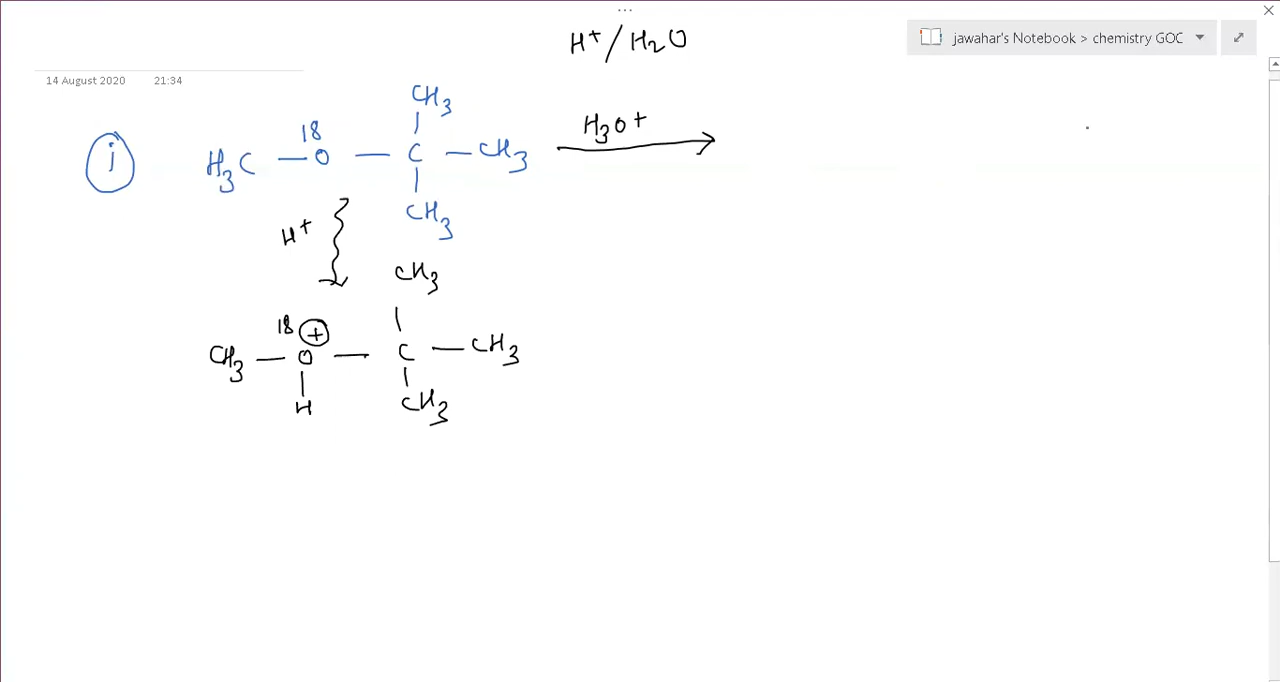 H+/H2O
jawahar's Notebook > chemistry GOC
14 August 2020 21:34
CH3
18
i H3C — O — C — CH3 H3O+
CH3
H+
CH3
18 +
CH3 — O — C — CH3
H CH3